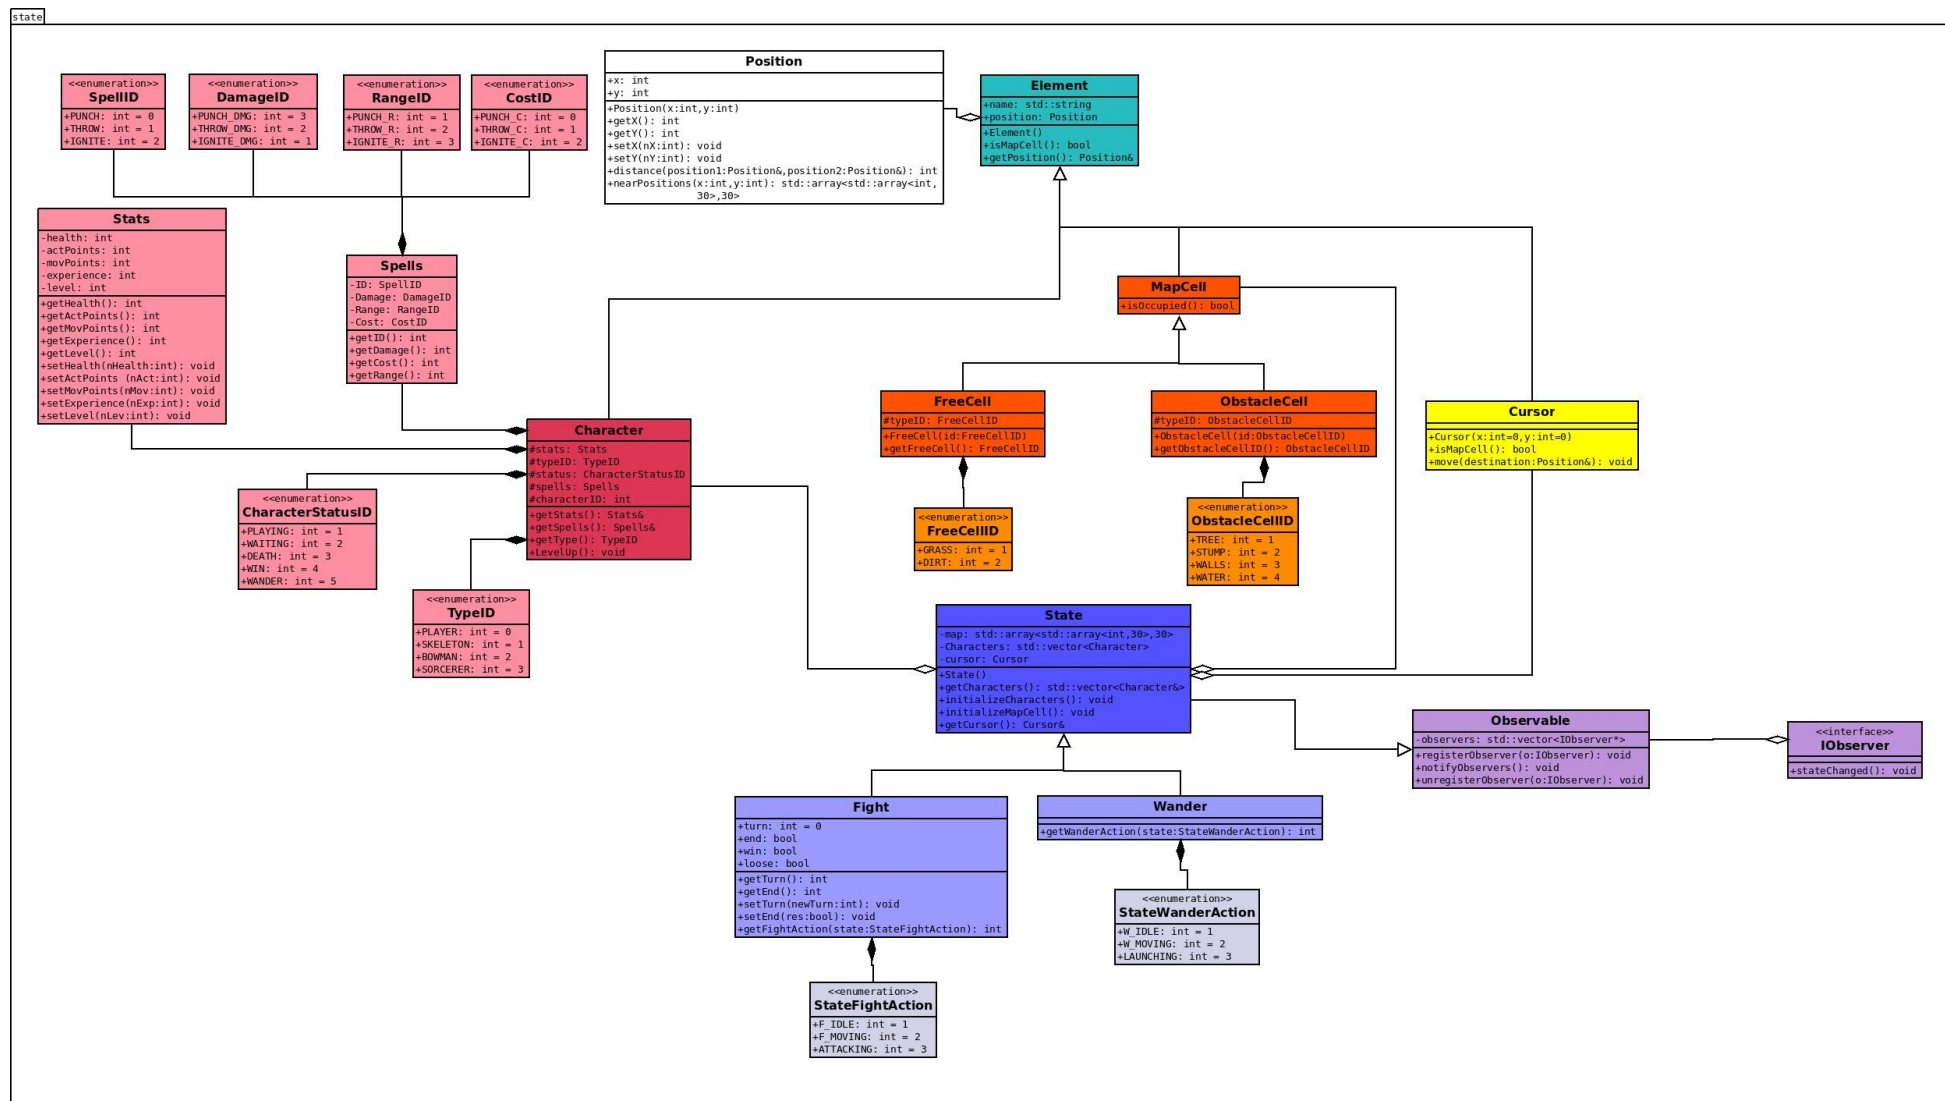 state
<<enumeration>>
SpellID
+PUNCH: int = 0
+THROW: int = 1
+IGNITE: int = 2
<<enumeration>>
DamageID
+PUNCH_DMG: int = 3
+THROW_DMG: int = 2
+IGNITE_DMG: int = 1
<<enumeration>>
RangeID
+PUNCH_R: int = 1
+THROW_R: int = 2
+IGNITE_R: int = 3
<<enumeration>>
CostID
+PUNCH_C: int = 0
+THROW_C: int = 1
+IGNITE_C: int = 2
Position
+x: int
+y: int
+Position(x:int,y:int)
+getX(): int
+getY(): int
+setX(nX:int): void
+setY(nY:int): void
+distance(position1:Position&,position2:Position&): int
+nearPositions(x:int,y:int): std::array<std::array<int,
30>,30>
Element
+name: std::string
+position: Position
+Element()
+isMapCell(): bool
+getPosition(): Position&
Stats
-health: int
-actPoints: int
-movPoints: int
-experience: int
-level: int
+getHealth(): int
+getActPoints(): int
+getMovPoints(): int
+getExperience(): int
+getLevel(): int
+setHealth(nHealth:int): void
+setActPoints (nAct:int): void
+setMovPoints(nMov:int): void
+setExperience(nExp:int): void
+setLevel(nLev:int): void
Spells
-ID: SpellID
-Damage: DamageID
-Range: RangeID
-Cost: CostID
+getID(): int
+getDamage(): int
+getCost(): int
+getRange(): int
MapCell
+isOccupied(): bool
FreeCell
#typeID: FreeCellID
+FreeCell(id:FreeCellID)
+getFreeCell(): FreeCellID
ObstacleCell
#typeID: ObstacleCellID
+ObstacleCell(id:ObstacleCellID)
+getObstacleCellID(): ObstacleCellID
Cursor
+Cursor(x:int=0,y:int=0)
+isMapCell(): bool
+move(destination:Position&): void
Character
#stats: Stats
#typeID: TypeID
#status: CharacterStatusID
#spells: Spells
#characterID: int
+getStats(): Stats&
+getSpells(): Spells&
+getType(): TypeID
+LevelUp(): void
<<enumeration>>
CharacterStatusID
+PLAYING: int = 1
+WAITING: int = 2
+DEATH: int = 3
+WIN: int = 4
+WANDER: int = 5
<<enumeration>>
FreeCellID
+GRASS: int = 1
+DIRT: int = 2
<<enumeration>>
ObstacleCellID
+TREE: int = 1
+STUMP: int = 2
+WALLS: int = 3
+WATER: int = 4
<<enumeration>>
TypeID
+PLAYER: int = 0
+SKELETON: int = 1
+BOWMAN: int = 2
+SORCERER: int = 3
State
-map: std::array<std::array<int,30>,30>
-Characters: std::vector<Character>
-cursor: Cursor
+State()
+getCharacters(): std::vector<Character&>
+initializeCharacters(): void
+initializeMapCell(): void
+getCursor(): Cursor&
Observable
-observers: std::vector<IObserver*>
+registerObserver(o:IObserver): void
+notifyObservers(): void
+unregisterObserver(o:IObserver): void
<<interface>>
IObserver
+stateChanged(): void
Fight
+turn: int = 0
+end: bool
+win: bool
+loose: bool
+getTurn(): int
+getEnd(): int
+setTurn(newTurn:int): void
+setEnd(res:bool): void
+getFightAction(state:StateFightAction): int
Wander
+getWanderAction(state:StateWanderAction): int
<<enumeration>>
StateWanderAction
+W_IDLE: int = 1
+W_MOVING: int = 2
+LAUNCHING: int = 3
<<enumeration>>
StateFightAction
+F_IDLE: int = 1
+F_MOVING: int = 2
+ATTACKING: int = 3